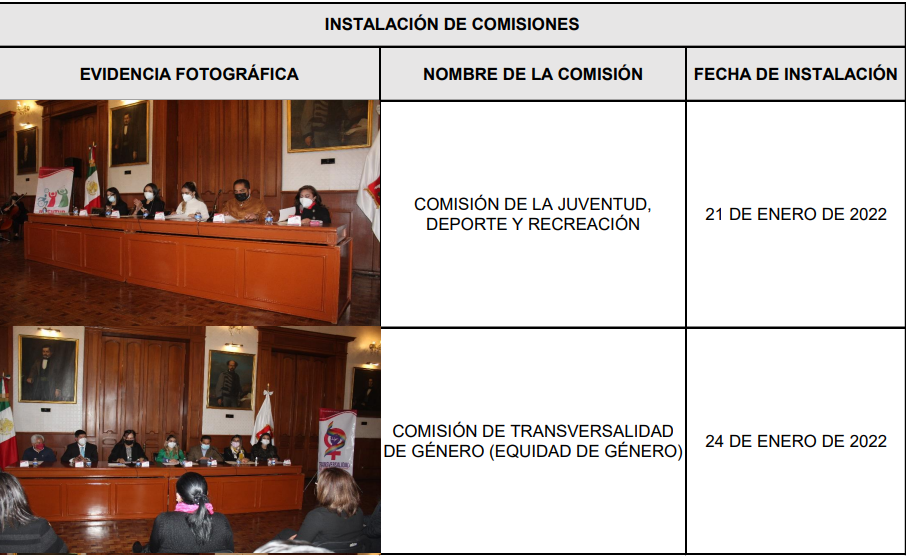 INSTALACIÓN DE COMISIONES
EVIDENCIA FOTOGRÁFICA
NOMBRE DE LA COMISIÓN
FECHA DE INSTALACIÓN
COMISIÓN DE LA JUVENTUD,
DEPORTE Y RECREACIÓN
21 DE ENERO DE 2022
COMISIÓN DE TRANSVERSALIDAD
DE GÉNERO (EQUIDAD DE GÉNERO)
24 DE ENERO DE 2022